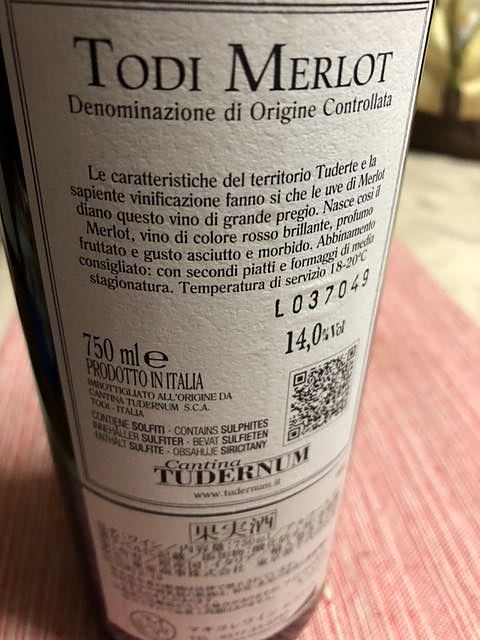 TODI MERLOT
Denominazione di Origine Controllata
Le caratteristiche del territorio Tuderte e la
sapiente vinificazione fanno si che le uve di Merlot
diano questo vino di grande pregio. Nasce così il
Merlot, vino di colore rosso brillante, profumo
fruttato e gusto asciutto e morbido. Abbinamento
consigliato: con secondi piatti e formaggi di media
stagionatura. Temperatura di servizio 18-20°C
L037049
750 ml e
14,0% Vol
PRODOTTO IN ITALIA
IMBOTTIGLIATO ALL'ORIGINE DA
CANTINA TUDERNUM S.C.A.
TODI - ITALIA
CONTIENE SOLFITI - CONTAINS SULPHITES
INNEHÅLLER SULFITER - BEVAT SULFIETEN
ENTHÄLT SULFITE - OBSAHUJE SIRICITANY
Cantina
TUDERNUM
www.tudernum.it
果実酒